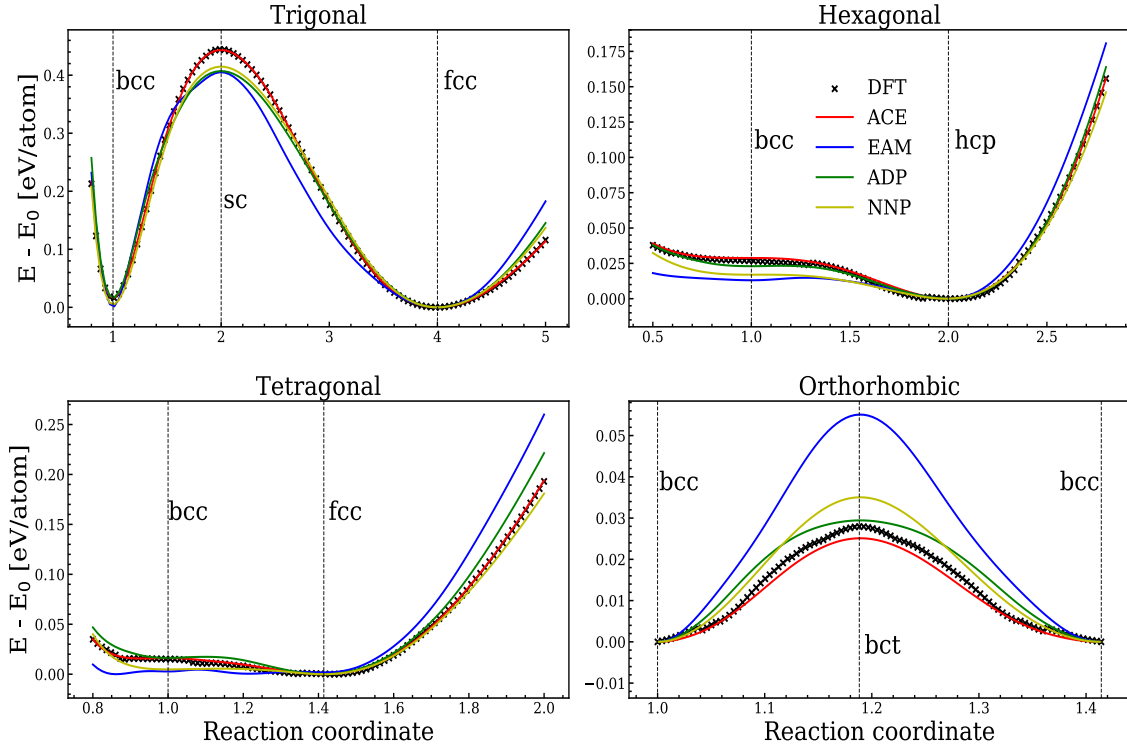 Trigonal
E - E0 [eV/atom]
0.4
0.3
0.2
0.1
0.0
bcc
sc
fcc
1
2
3
4
5
Hexagonal
0.175
0.150
0.125
0.100
0.075
0.050
0.025
0.000
DFT
ACE
EAM
ADP
NNP
bcc
hcp
0.5
1.0
1.5
2.0
2.5
Tetragonal
E - E0 [eV/atom]
0.25
0.20
0.15
0.10
0.05
0.00
bcc
fcc
0.8
1.0
1.2
1.4
1.6
1.8
2.0
Reaction coordinate
Orthorhombic
0.05
0.04
0.03
0.02
0.01
0.00
−0.01
bcc
bcc
bct
1.0
1.1
1.2
1.3
1.4
Reaction coordinate